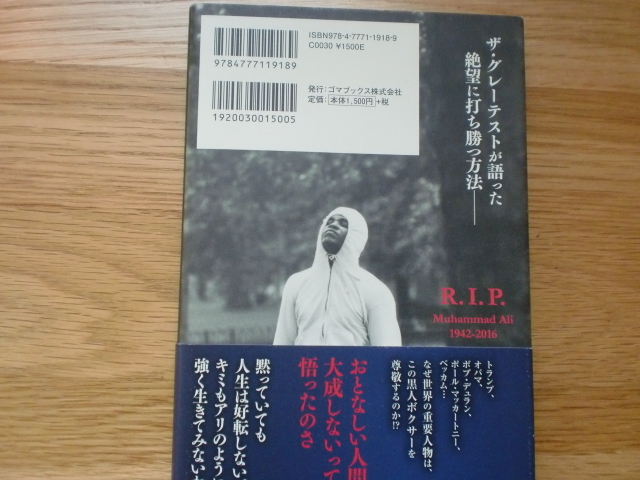 ISBN978-4-7771-1918-9
C0030 ¥1500E
9784777119189
発行：ゴマブックス株式会社
定価：本体1,500円+税
1920030015005
ザ・グレーテストが語った
絶望に打ち勝つ方法――
R.I.P.
Muhammad Ali
1942-2016
トランプ、
オバマ、
ボブ・デュラン、
ポール・マッカートニー、
ベッカム…
なぜ世界の重要人物は、
この黒人ボクサーを
尊敬するのか!?
おとなしい人間
大成しないって
悟ったのさ
黙っていても
人生は好転しない
キミもアリのように
強く生きてみない